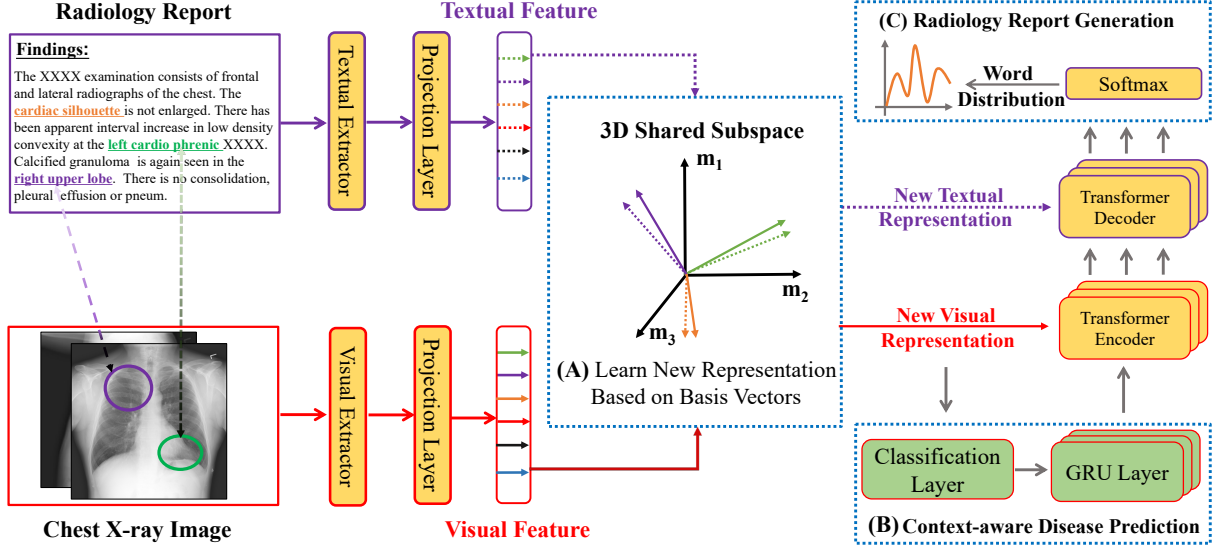 Radiology Report
Findings:
The XXXX examination consists of frontal
and lateral radiographs of the chest. The
cardiac silhouette is not enlarged. There has
been apparent interval increase in low density
convexity at the left cardio phrenic XXXX.
Calcified granuloma is again seen in the
right upper lobe. There is no consolidation,
pleural effusion or pneum.
Textual Extractor
Projection Layer
Textual Feature
3D Shared Subspace
m1
m2
m3
(A) Learn New Representation
Based on Basis Vectors
Chest X-ray Image
Visual Extractor
Projection Layer
Visual Feature
(C) Radiology Report Generation
Word
Distribution
Softmax
New Textual
Representation
Transformer
Decoder
New Visual
Representation
Transformer
Encoder
Classification
Layer
GRU Layer
(B) Context-aware Disease Prediction